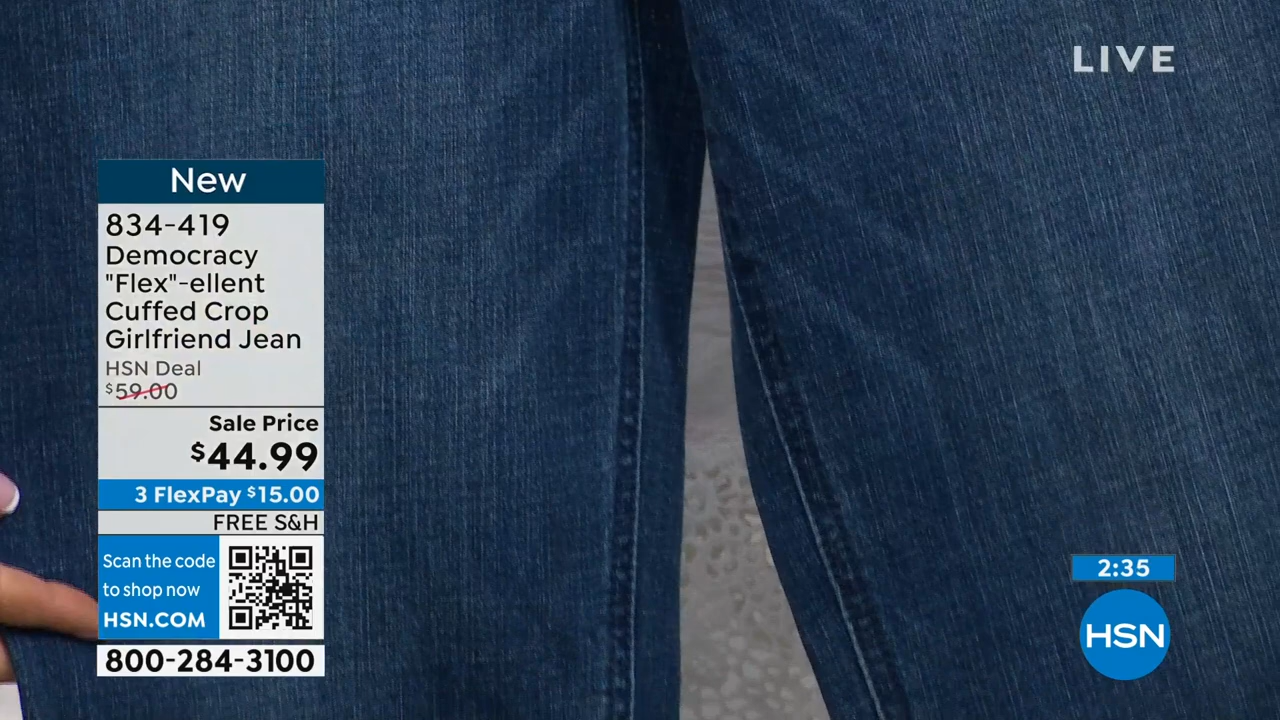 LIVE
New
834-419
Democracy
"Flex"-ellent
Cuffed Crop
Girlfriend Jean
HSN Deal
$59.00
Sale Price
$44.99
3 FlexPay $15.00
FREE S&H
Scan the code
to shop now
HSN.COM
800-284-3100
2:35
HSN